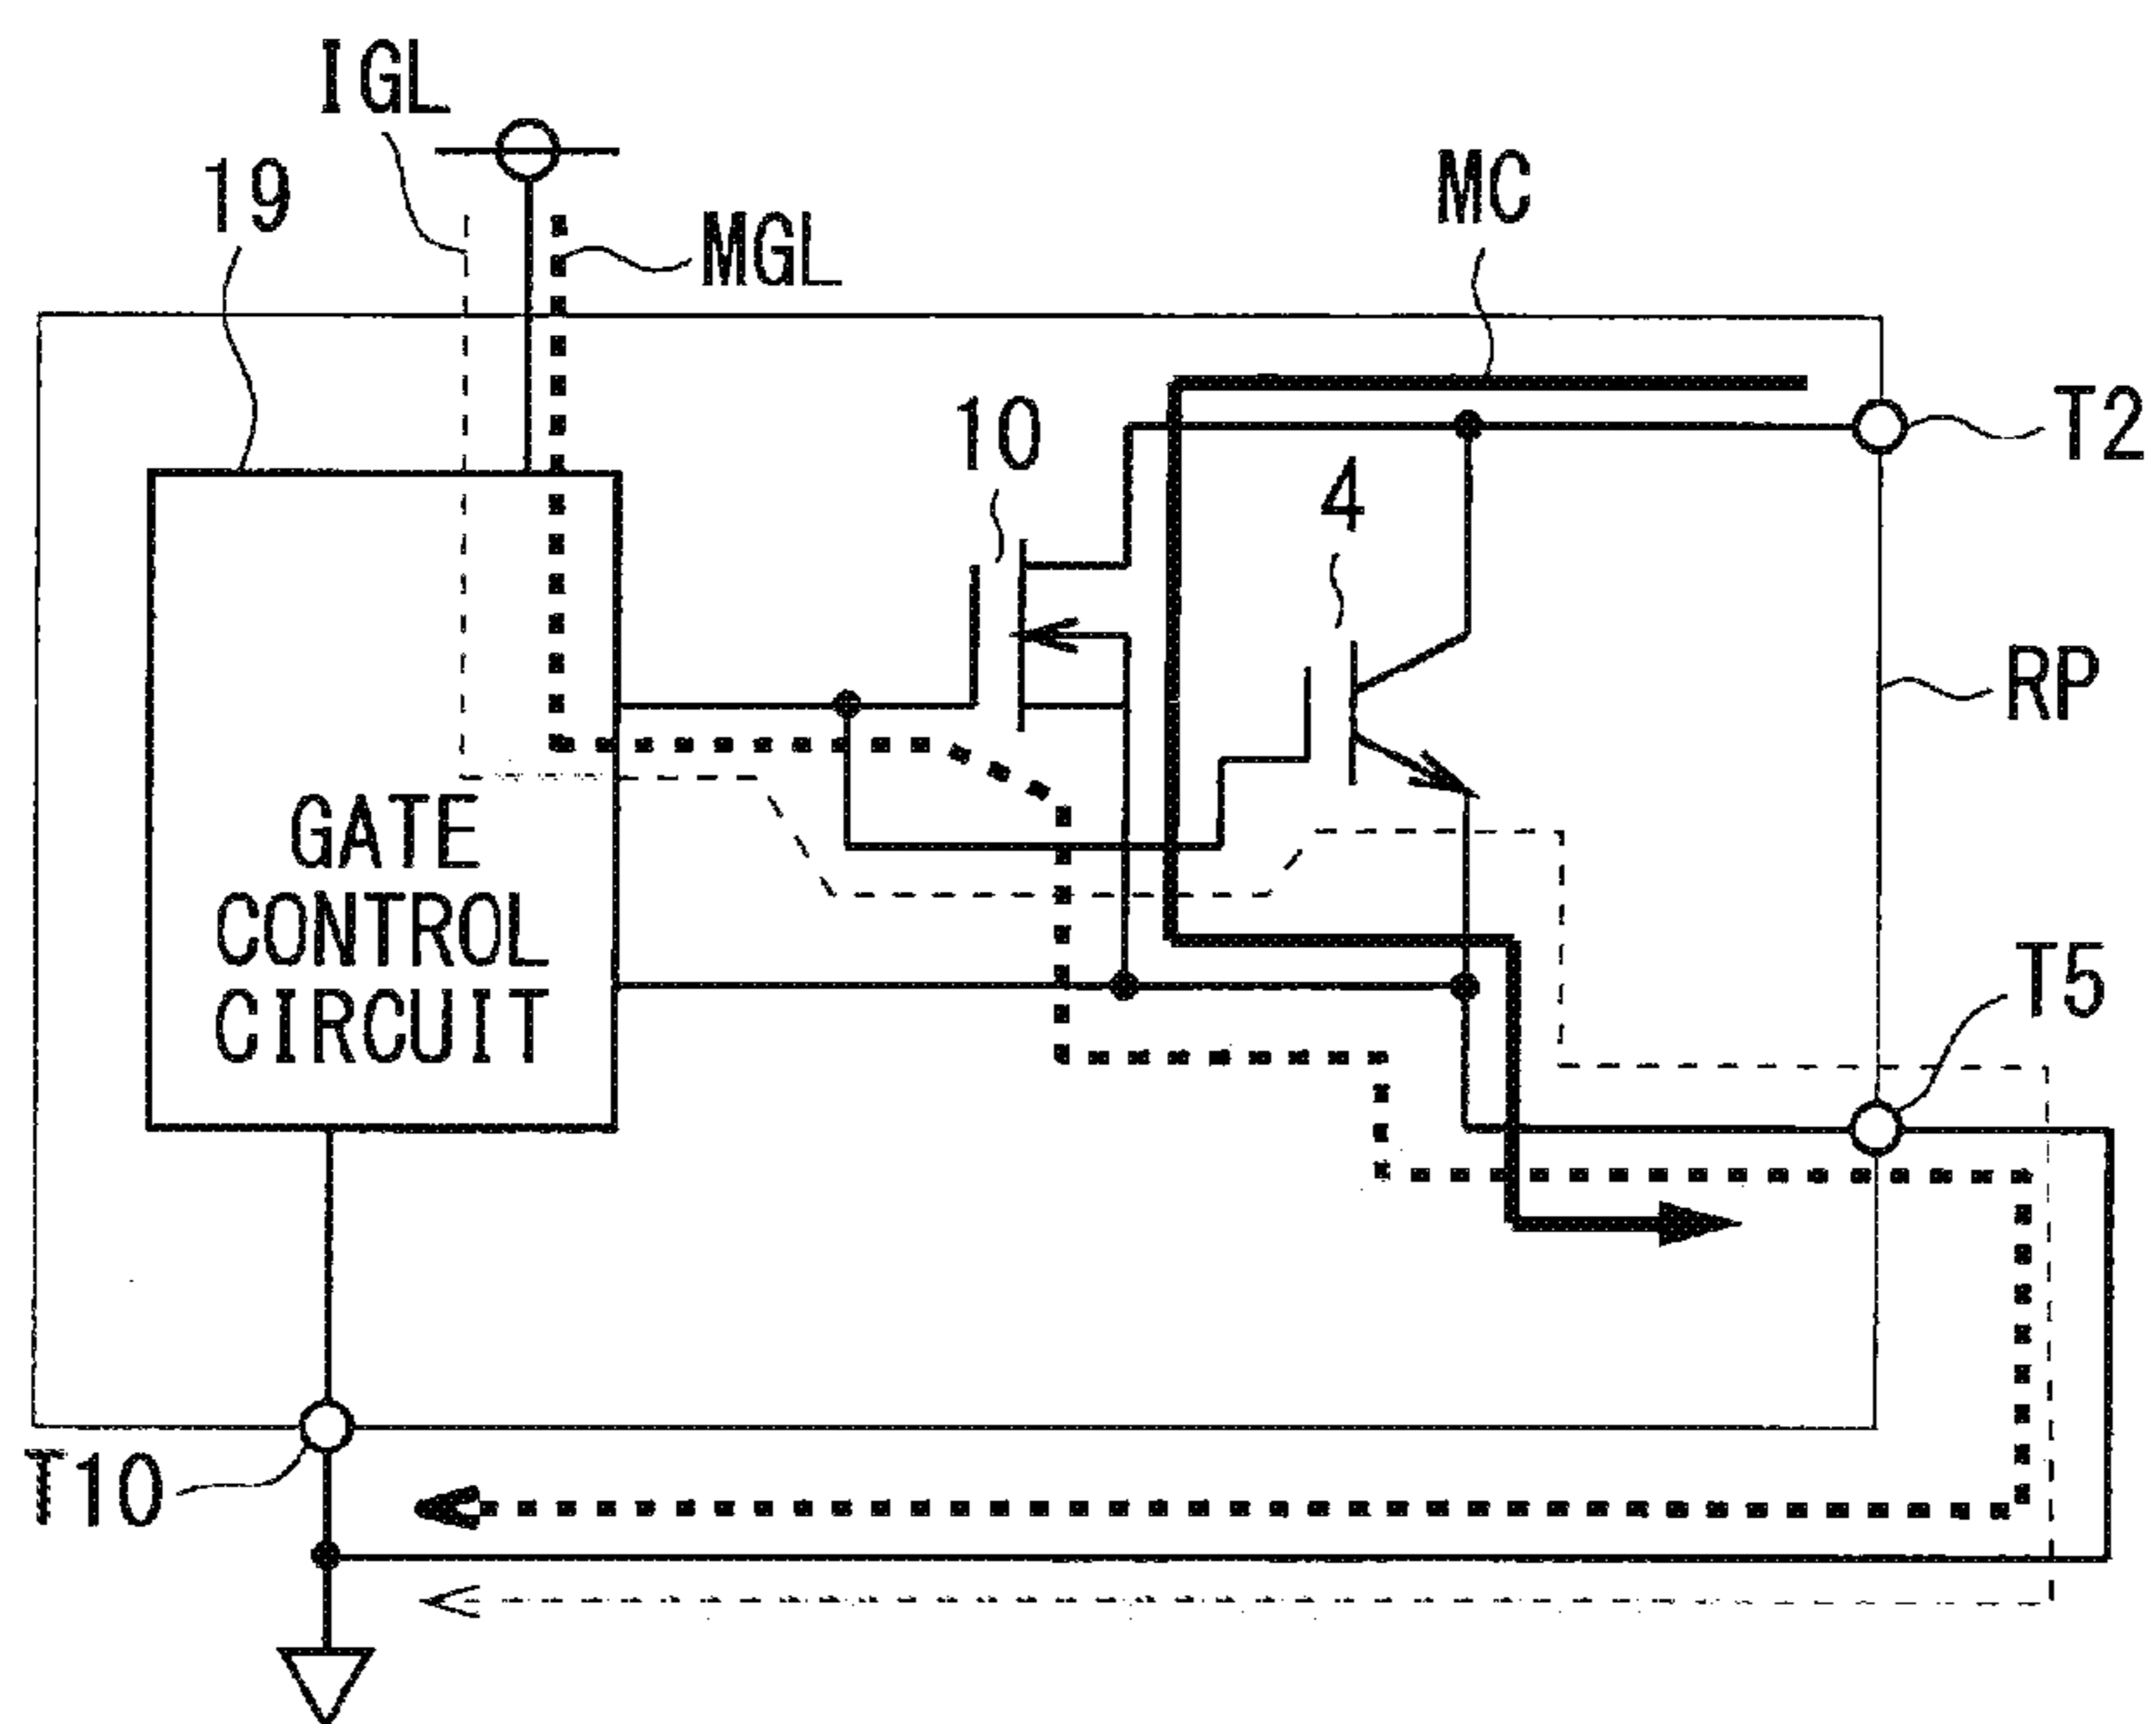 IGL
19
MGL
MC
10
T2
4
RP
GATE
CONTROL
CIRCUIT
T5
T10